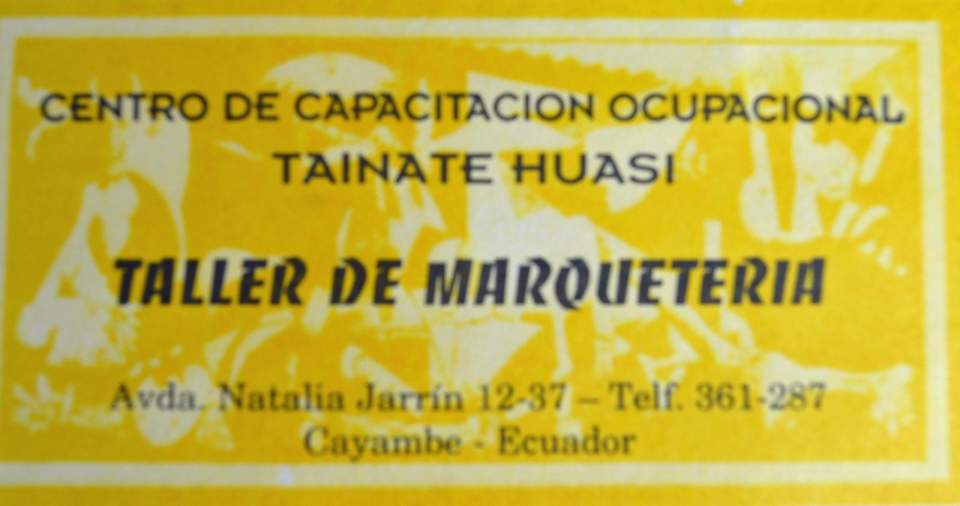 CENTRO DE CAPACITACION OCUPACIONAL
TAINATE HUASI
TALLER DE MARQUETERIA
Avda. Natalia Jarrín 12-37 – Telf. 361-287
Cayambe - Ecuador